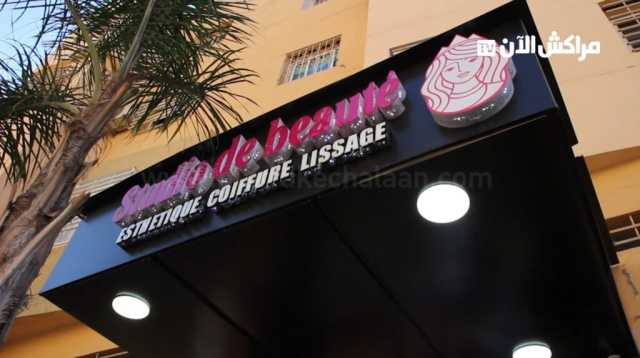 مراكش الآن
Studio de beauté
ESTHETIQUE COIFFURE LISSAGE